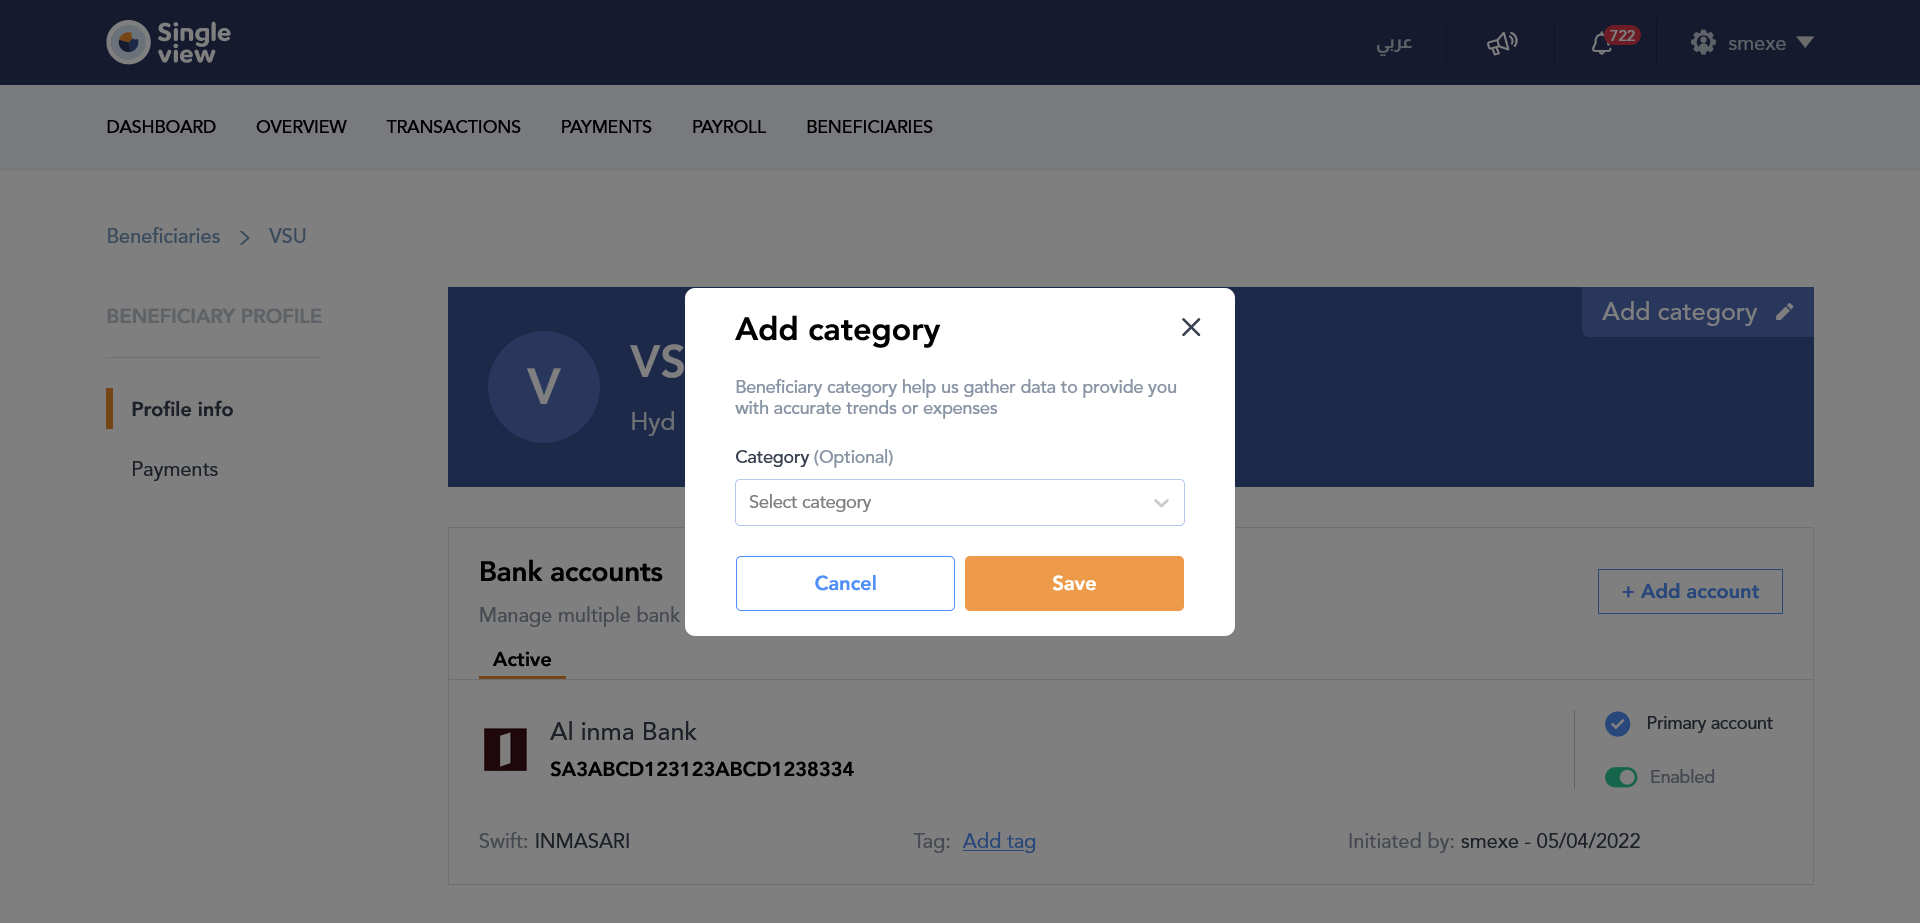 Single
view
عربي
722
smexe
DASHBOARD OVERVIEW TRANSACTIONS PAYMENTS PAYROLL BENEFICIARIES
Beneficiaries > VSU
BENEFICIARY PROFILE
Profile info
Payments
V
VS
Hyd
Add category
Add category
Beneficiary category help us gather data to provide you
with accurate trends or expenses
Category (Optional)
Select category
Cancel
Save
Bank accounts
Manage multiple bank
+ Add account
Active
Al inma Bank
SA3ABCD123123ABCD1238334
Primary account
Enabled
Swift: INMASARI
Tag: Add tag
Initiated by: smexe - 05/04/2022